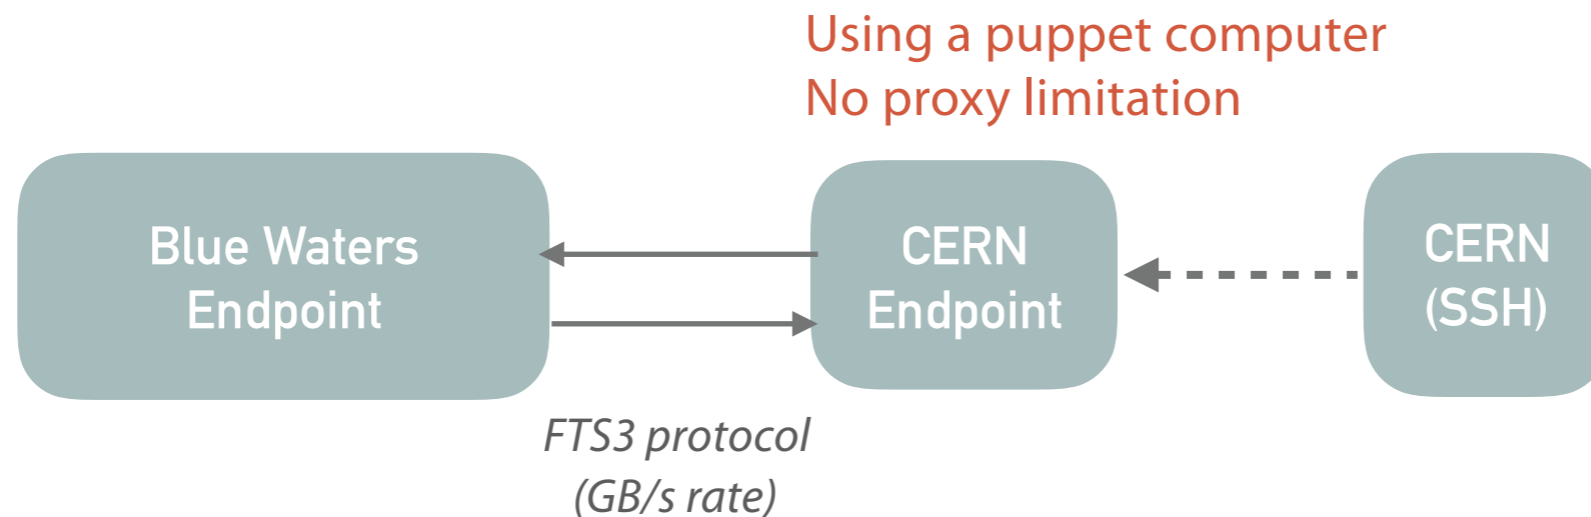 Using a puppet computer
No proxy limitation
Blue Waters
Endpoint
CERN
Endpoint
CERN
(SSH)
FTS3 protocol
(GB/s rate)